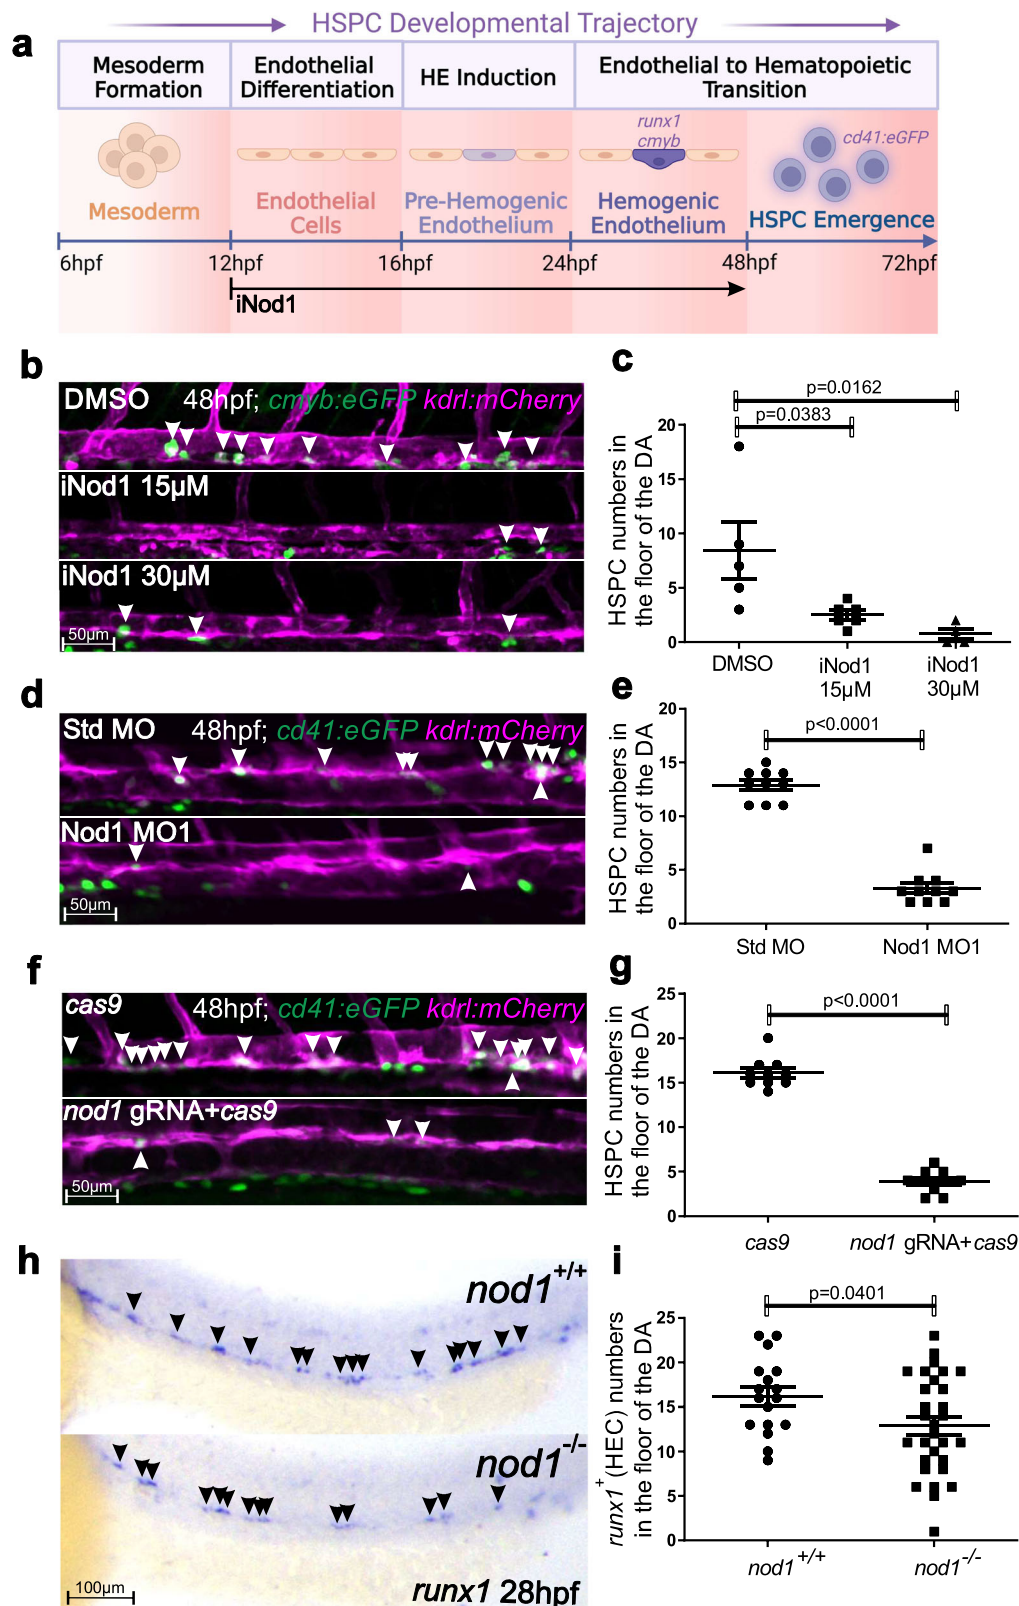 HSPC Developmental Trajectory
a
Mesoderm
Formation
Endothelial
Differentiation
HE Induction
Endothelial to Hematopoietic
Transition
runx1
cmyb
cd41:eGFP
Mesoderm
Endothelial
Cells
Pre-Hemogenic
Endothelium
Hemogenic
Endothelium
HSPC Emergence
6hpf 12hpf 16hpf 24hpf 48hpf 72hpf
iNod1
b
DMSO 48hpf; cmyb:eGFP kdrl:mCherry
iNod1 15µM
iNod1 30µM
50µm
c
p=0.0162
p=0.0383
HSPC numbers in
the floor of the DA
20
15
10
5
0
DMSO
iNod1
15µM
iNod1
30µM
d
Std MO 48hpf; cd41:eGFP kdrl:mCherry
Nod1 MO1
50µm
e
p<0.0001
HSPC numbers in
the floor of the DA
20
15
10
5
0
Std MO
Nod1 MO1
f
cas9 48hpf; cd41:eGFP kdrl:mCherry
nod1 gRNA+cas9
50µm
g
p<0.0001
HSPC numbers in
the floor of the DA
25
20
15
10
5
0
cas9
nod1 gRNA+cas9
h
nod1+/+
nod1-/-
100µm
runx1 28hpf
i
p=0.0401
runx1+(HEC) numbers
in the floor of the DA
25
20
15
10
5
0
nod1+/+
nod1-/-